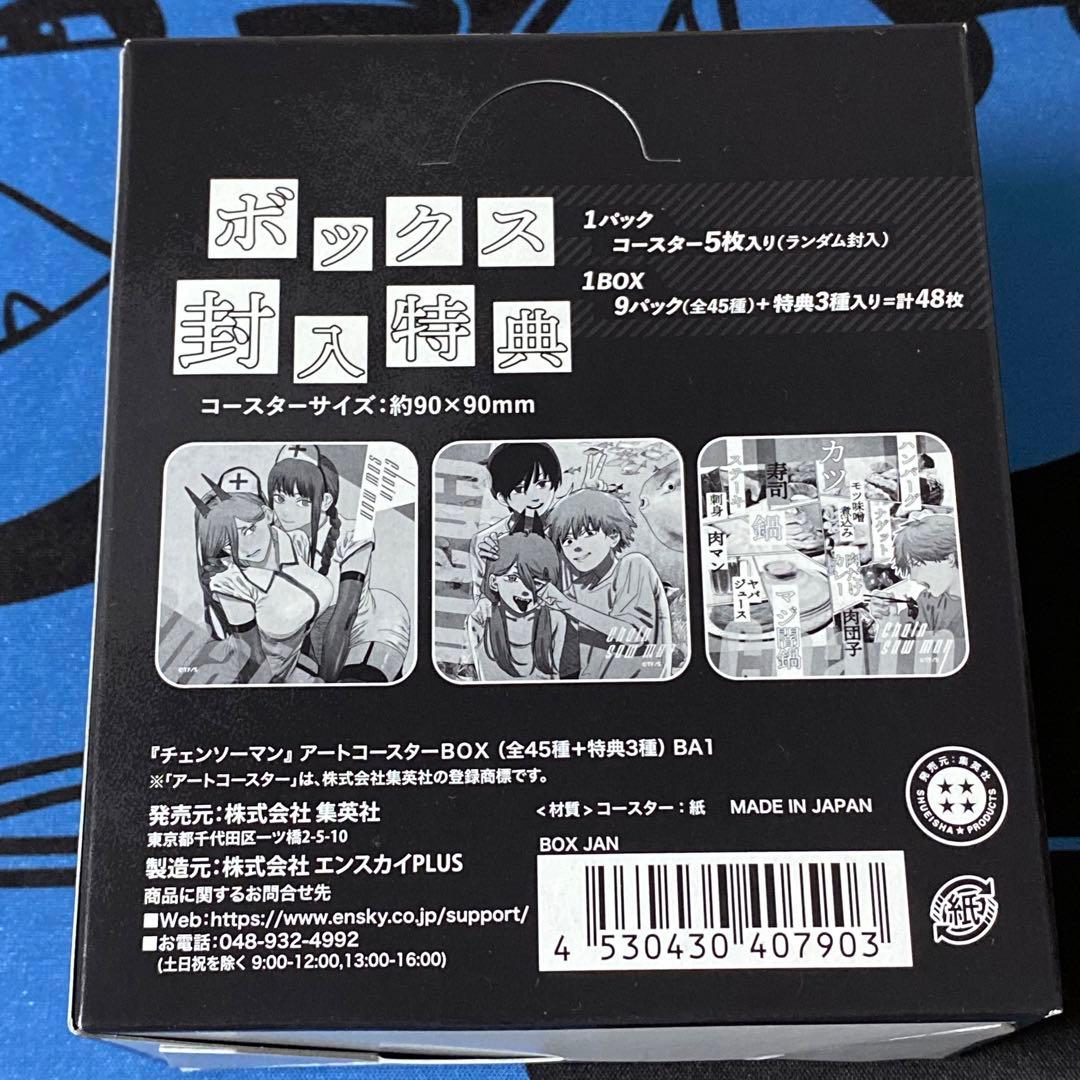 ボックス
封入特典
1パック
コースター5枚入り(ランダム封入)
1BOX
9パック(全45種)+特典3種入り=計48枚
コースターサイズ:約90×90mm
chain
saw man
©TF/S
chain
saw man
©TF/S
ハンバーグ
ナゲット
カツ
モツ味噌
煮込み
寿司
ステーキ
刺身
鍋
肉マン
ヤバ
ジュース
マジ闇鍋
肉団子
chain
saw man
©TF/S
『チェンソーマン』アートコースターBOX(全45種+特典3種)BA1
※「アートコースター」は、株式会社集英社の登録商標です。
発売元:株式会社 集英社
東京都千代田区一ツ橋2-5-10
製造元:株式会社 エンスカイPLUS
商品に関するお問合せ先
■Web:https://www.ensky.co.jp/support/
■お電話:048-932-4992
(土日祝を除く 9:00-12:00,13:00-16:00)
<材質>コースター:紙 MADE IN JAPAN
BOX JAN
4 530430 407903
発売元:集英社
SHUEISHA★PRODUCTS
紙